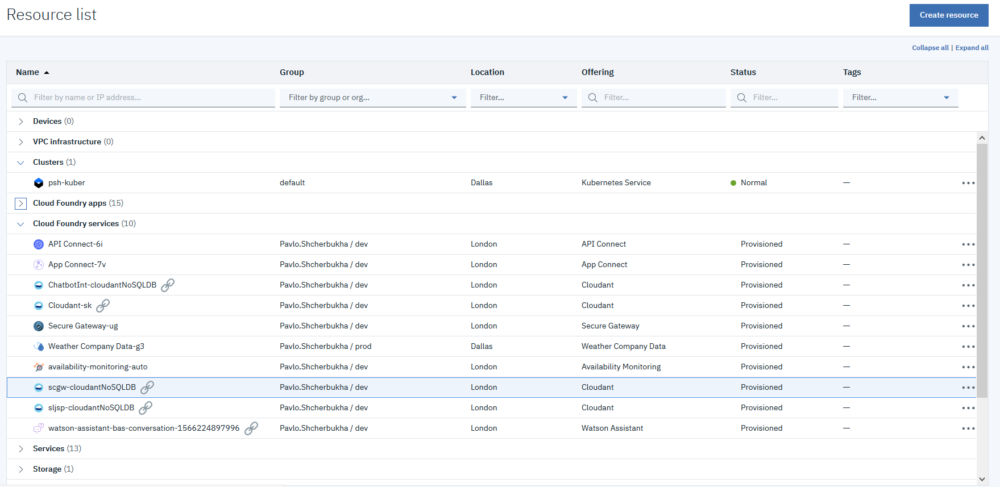 Resource list
Create resource
Collapse all | Expand all
Name Group Location Offering Status Tags
Filter by name or IP address... Filter by group or org... Filter... Filter... Filter... Filter...
Devices (0)
VPC infrastructure (0)
Clusters (1)
psh-kuber default Dallas Kubernetes Service Normal —
Cloud Foundry apps (15)
Cloud Foundry services (10)
API Connect-6i Pavlo.Shcherbukha / dev London API Connect Provisioned —
App Connect-7v Pavlo.Shcherbukha / dev London App Connect Provisioned —
ChatbotInt-cloudantNoSQLDB Pavlo.Shcherbukha / dev London Cloudant Provisioned —
Cloudant-sk Pavlo.Shcherbukha / dev London Cloudant Provisioned —
Secure Gateway-ug Pavlo.Shcherbukha / dev London Secure Gateway Provisioned —
Weather Company Data-g3 Pavlo.Shcherbukha / prod Dallas Weather Company Data Provisioned —
availability-monitoring-auto Pavlo.Shcherbukha / dev London Availability Monitoring Provisioned —
scgw-cloudantNoSQLDB Pavlo.Shcherbukha / dev London Cloudant Provisioned —
sljsp-cloudantNoSQLDB Pavlo.Shcherbukha / dev London Cloudant Provisioned —
watson-assistant-bas-conversation-1566224897996 Pavlo.Shcherbukha / dev London Watson Assistant Provisioned —
Services (13)
Storage (1)